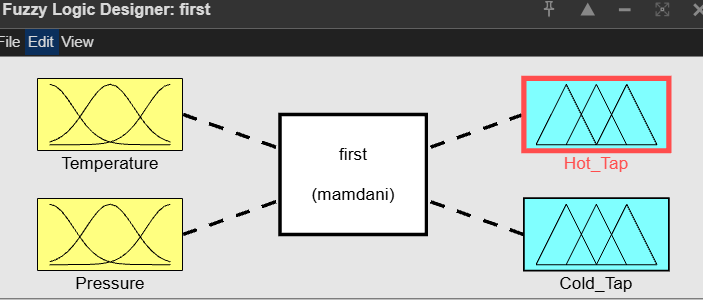 Fuzzy Logic Designer: first
File Edit View
Temperature
Pressure
first
(mamdani)
Hot_Tap
Cold_Tap